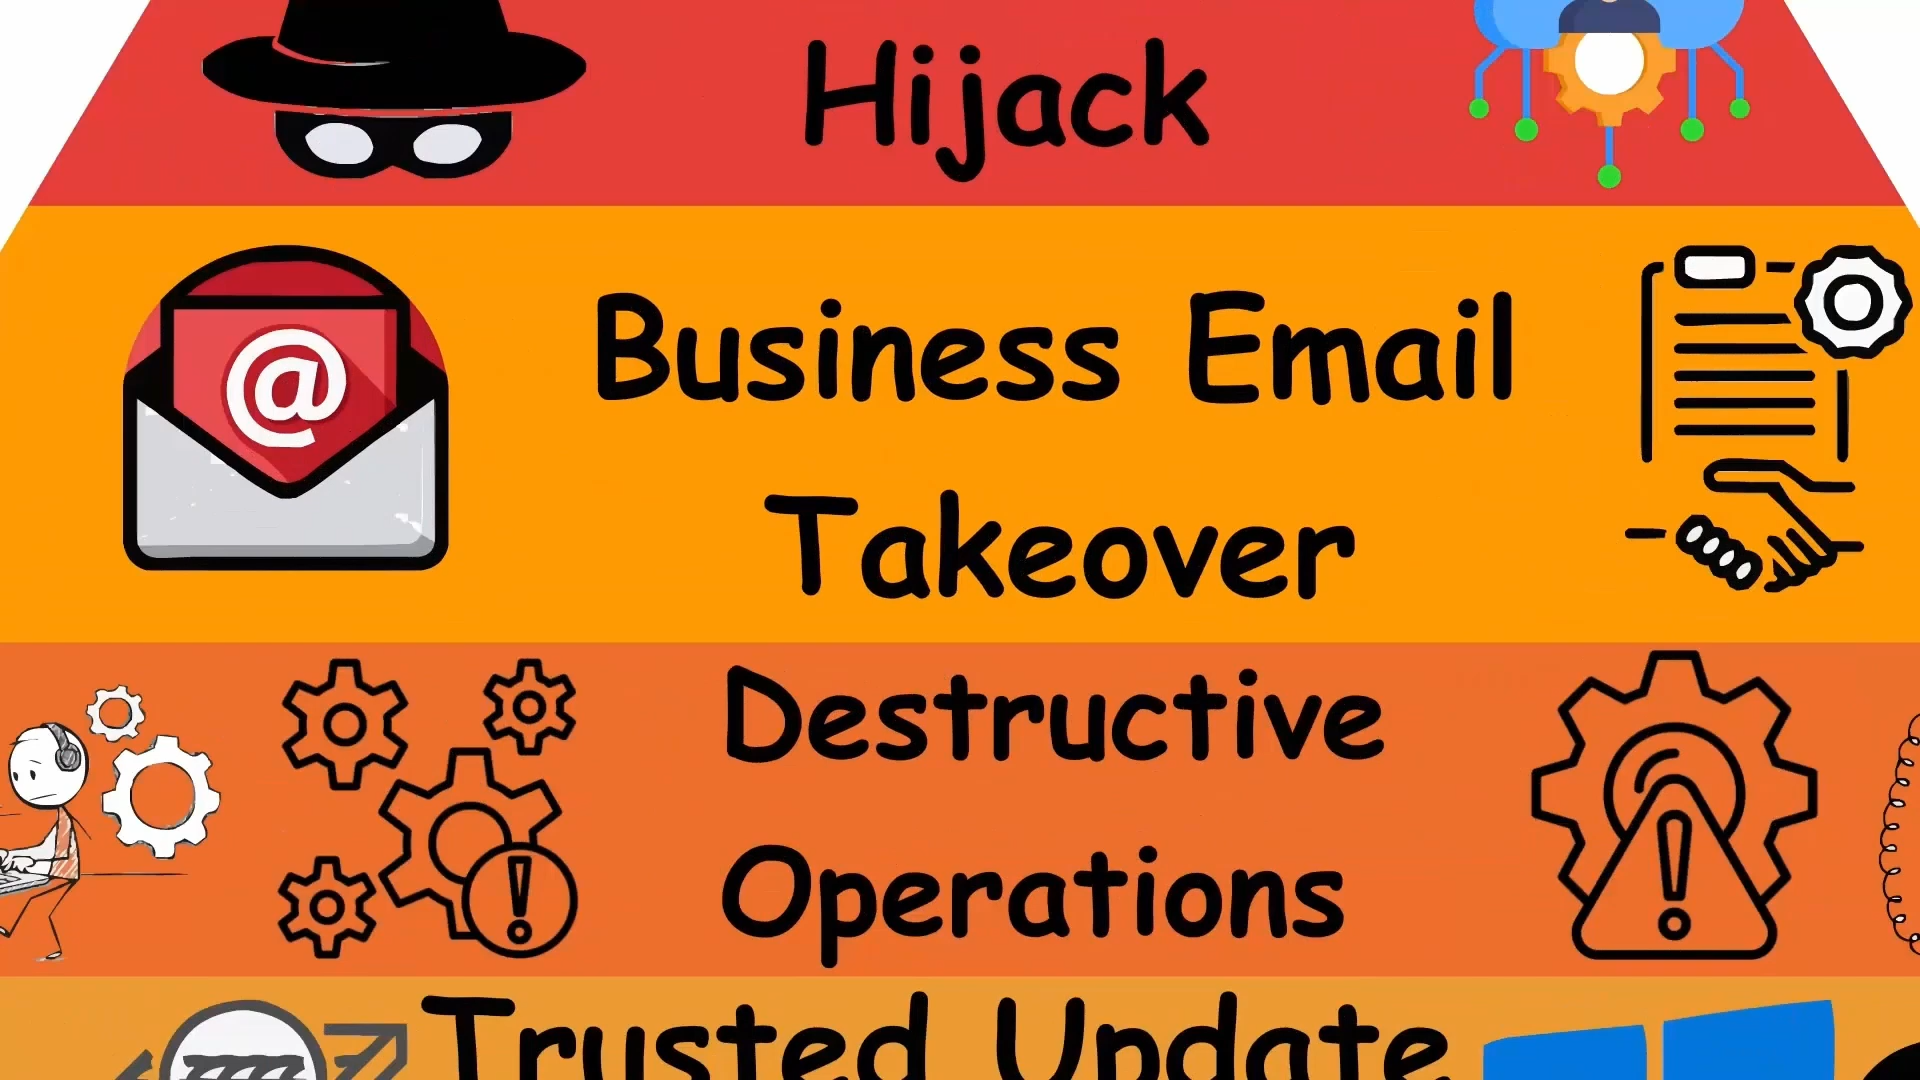 Hijack
@
Business Email
Takeover
Destructive
Operations
Trusted Update